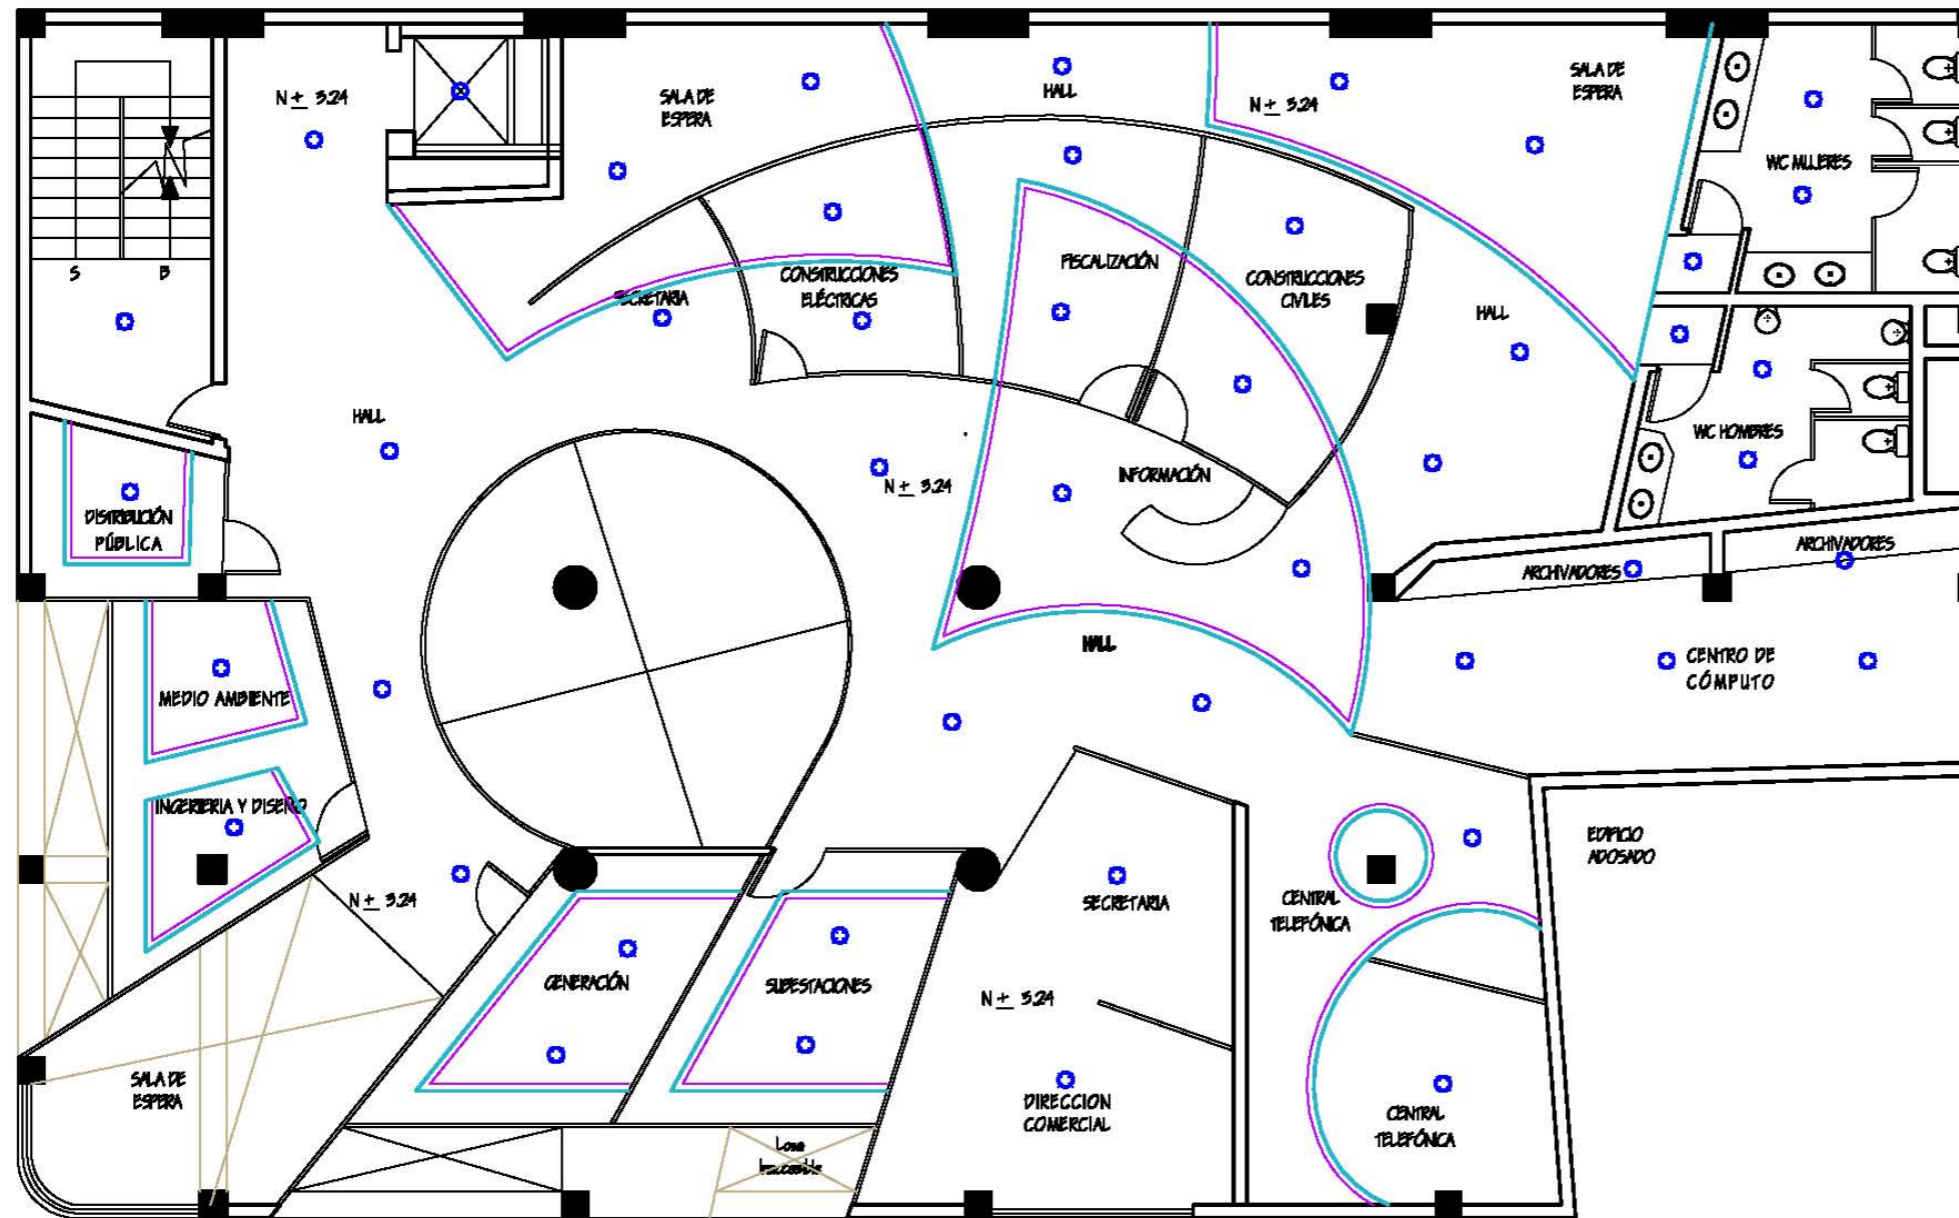 N ± 3.24
SALA DE
ESPERA
HALL
N ± 3.24
SALA DE
ESPERA
WC MUJERES
S
B
SECRETARIA
CONSTRUCCIONES
ELÉCTRICAS
FISCALIZACIÓN
CONSTRUCCIONES
CIVILES
HALL
HALL
WC HOMBRES
N ± 3.24
INFORMACIÓN
DISTRIBUCIÓN
PÚBLICA
ARCHIVADORES
ARCHIVADORES
HALL
CENTRO DE
CÓMPUTO
MEDIO AMBIENTE
INGERIERIA Y DISEÑO
EDIFICIO
ADOSADO
N ± 3.24
SECRETARIA
CENTRAL
TELEFÓNICA
GENERACIÓN
SUBESTACIONES
N ± 3.24
SALA DE
ESPERA
DIRECCION
COMERCIAL
CENTRAL
TELEFÓNICA
Losa